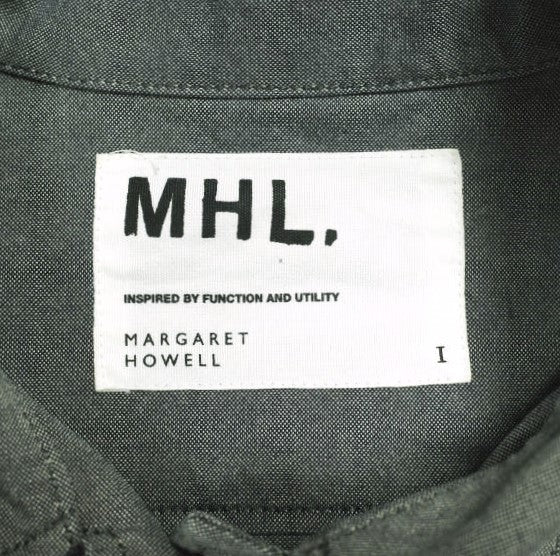 MHL.
INSPIRED BY FUNCTION AND UTILITY
MARGARET
HOWELL
I